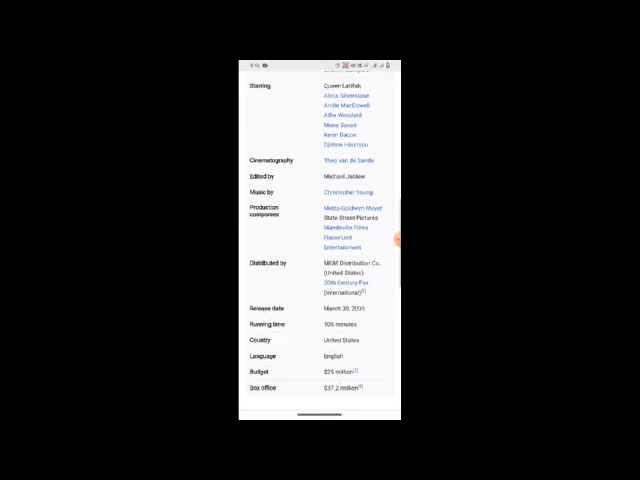 Starring Queen Latifah
Alicia Silverstone
Andie MacDowell
Alfre Woodard
Mena Suvari
Kevin Bacon
Djimon Hounsou
Cinematography Theo van de Sande
Edited by Michael Jablow
Music by Christopher Young
Production companies Metro-Goldwyn-Mayer
State Street Pictures
Mandeville Films
Flavor Unit
Entertainment
Distributed by MGM Distribution Co.
(United States)
20th Century Fox
(International)
Release date March 30, 2005
Running time 105 minutes
Country United States
Language English
Budget $25 million
Box office $37.2 million